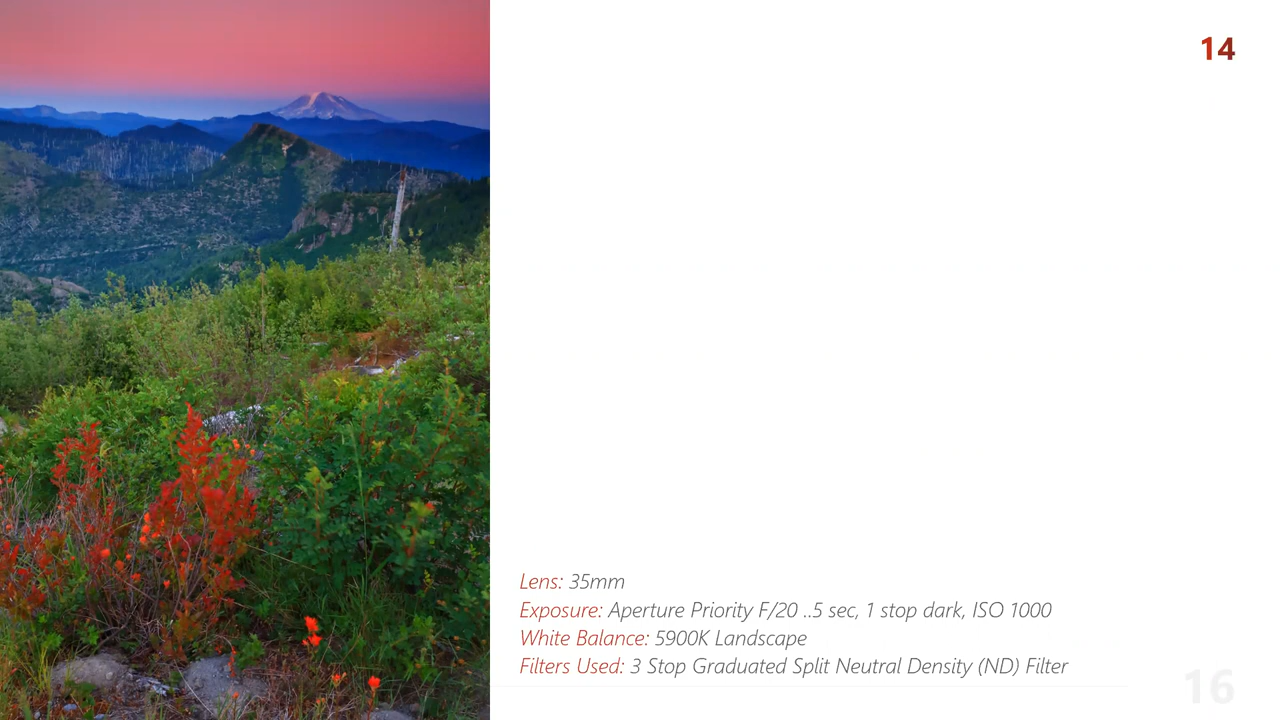 14
Lens: 35mm
Exposure: Aperture Priority F/20 ..5 sec, 1 stop dark, ISO 1000
White Balance: 5900K Landscape
Filters Used: 3 Stop Graduated Split Neutral Density (ND) Filter
16